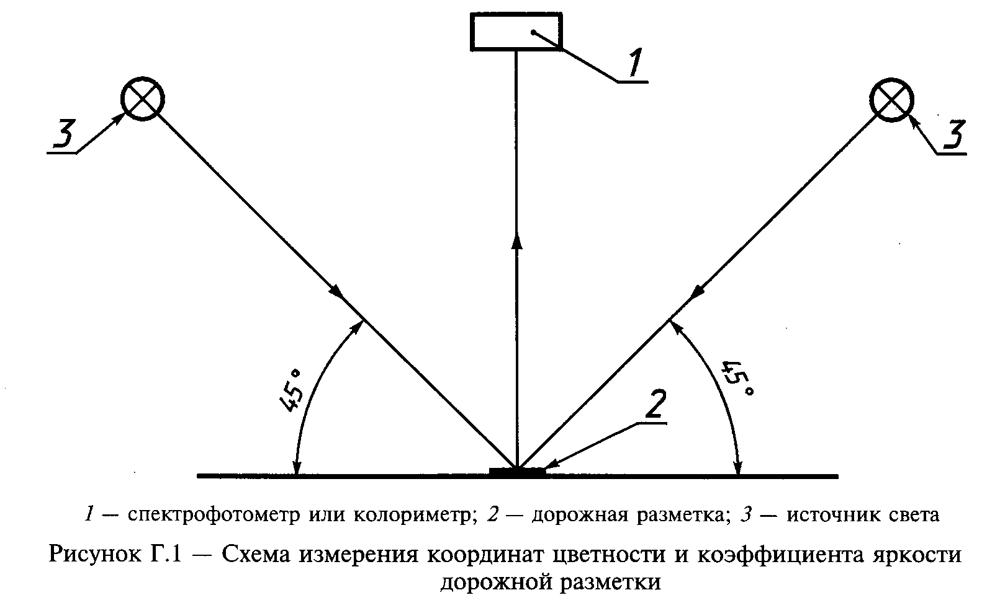 1
3
3
45°
45°
2
1 — спектрофотометр или колориметр; 2 — дорожная разметка; 3 — источник света
Рисунок Г.1 — Схема измерения координат цветности и коэффициента яркости
дорожной разметки